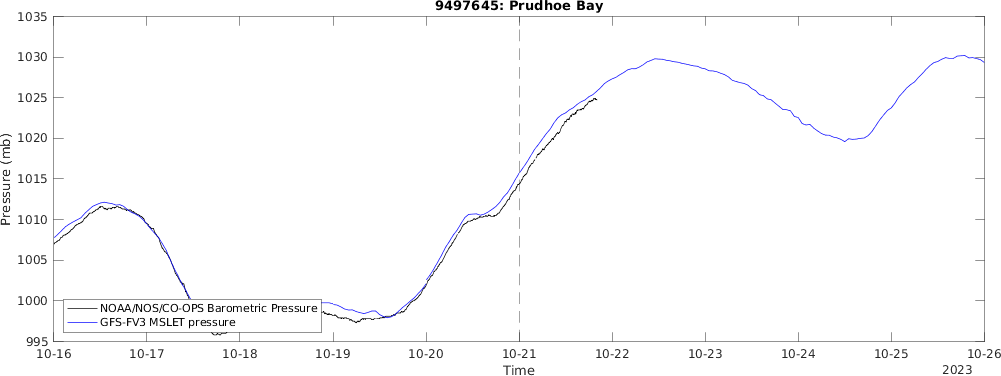 9497645: Prudhoe Bay
1035
1030
1025
1020
1015
1010
1005
1000
995
Pressure (mb)
NOAA/NOS/CO-OPS Barometric Pressure
GFS-FV3 MSLET pressure
10-16 10-17 10-18 10-19 10-20 10-21 10-22 10-23 10-24 10-25 10-26
Time
2023